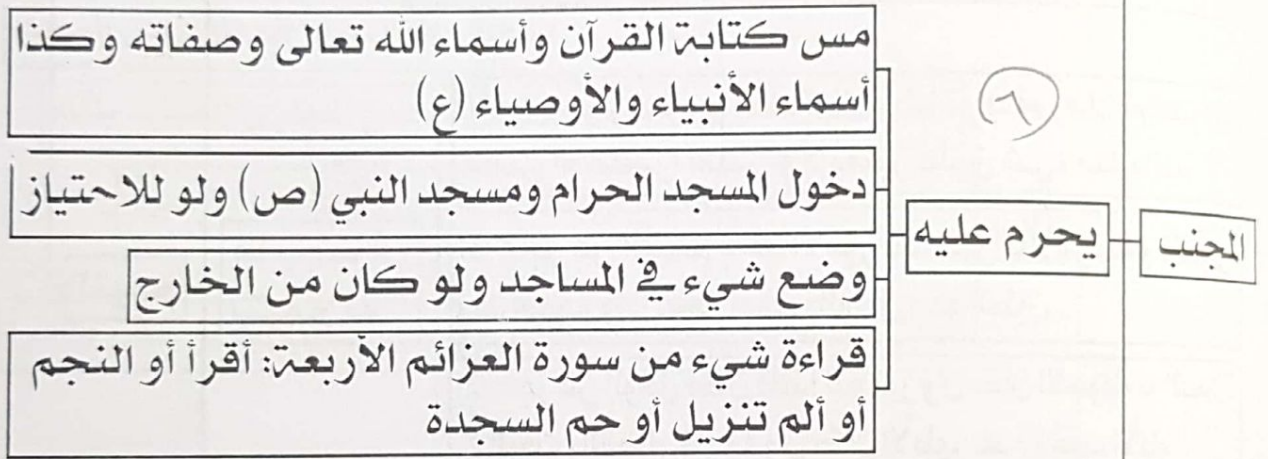 المجنب
يحرم عليه
٦
مس كتابة القرآن وأسماء الله تعالى وصفاته وكذا
أسماء الأنبياء والأوصياء (ع)
دخول المسجد الحرام ومسجد النبي (ص) ولو للاحتياز
وضع شيء في المساجد ولو كان من الخارج
قراءة شيء من سورة العزائم الأربعة: أقرأ أو النجم
أو ألم تنزيل أو حم السجدة